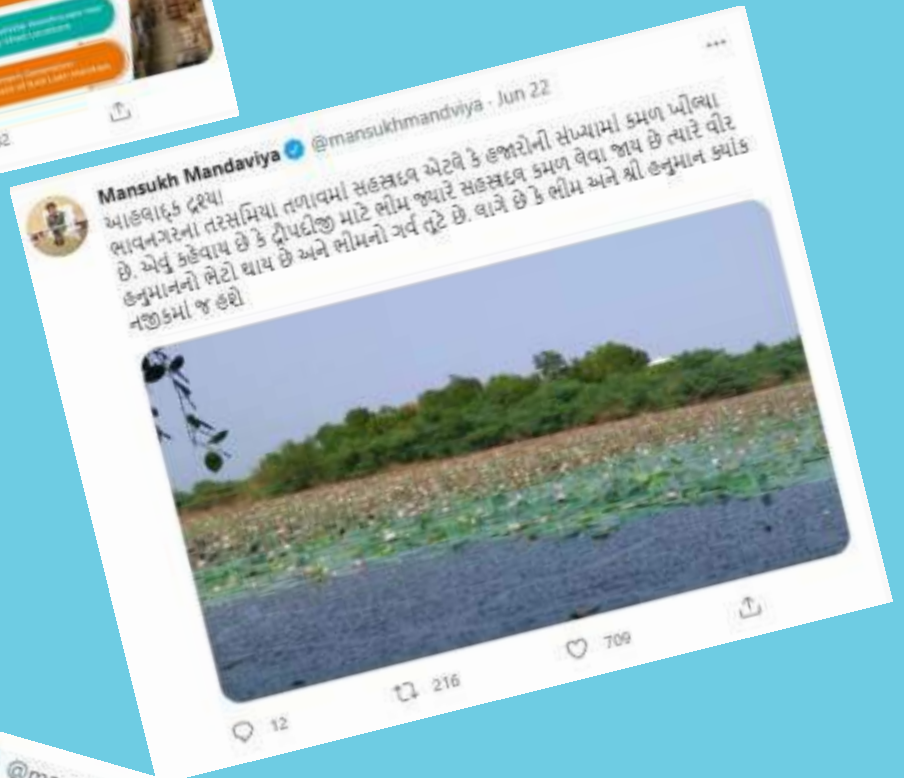 Mansukh Mandaviya @mansukhmandviya · Jun 22
આહલાદ્ક દ્રશ્ય!
ભાવનગરના તરસમિયા તળાવમાં સહસ્ત્રદલ એટલે કે હજારોની સંખ્યામાં કમળ ખીલ્યા
છે. એવું કહેવાય છે કે દ્રૌપદીજી માટે ભીમ જ્યારે સહસ્ત્રદલ કમળ લેવા જાય છે ત્યારે વીર
હનુમાનનો ભેટો થાય છે અને ભીમનો ગર્વ તૂટે છે. લાગે છે કે ભીમ અને શ્રી હનુમાન ક્યાંક
નજીકમાં જ હશે
12 216 709